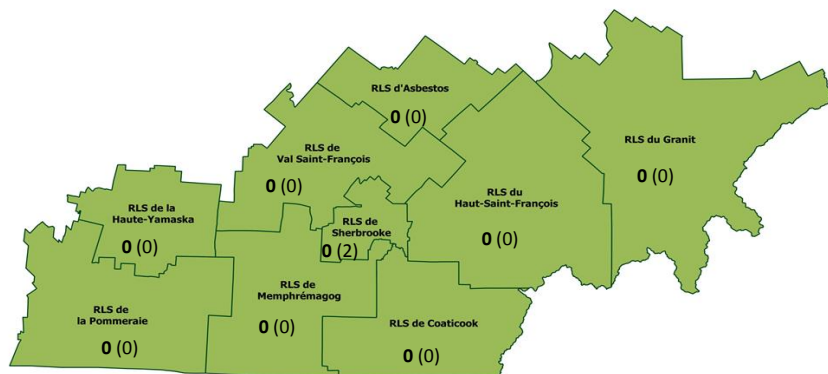 RLS d'Asbestos
0 (0)
RLS du Granit
0 (0)
RLS de
Val Saint-François
0 (0)
RLS du
Haut-Saint-François
0 (0)
RLS de la
Haute-Yamaska
0 (0)
RLS de
Sherbrooke
0 (2)
RLS de
Memphrémagog
0 (0)
RLS de
la Pommeraie
0 (0)
RLS de Coaticook
0 (0)